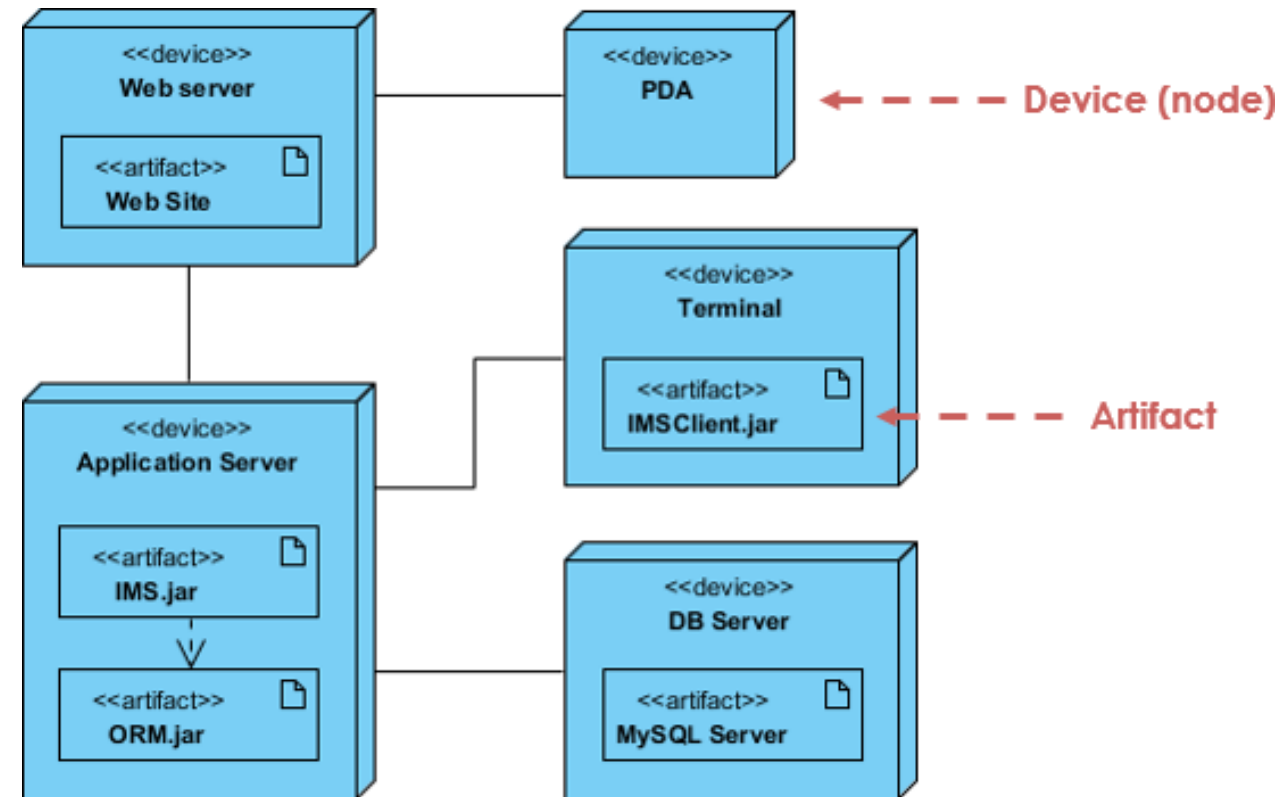 <<device>>
Web server
<<artifact>>
Web Site
<<device>>
PDA
Device (node)
<<device>>
Terminal
<<artifact>>
IMSClient.jar
Artifact
<<device>>
Application Server
<<artifact>>
IMS.jar
<<artifact>>
ORM.jar
<<device>>
DB Server
<<artifact>>
MySQL Server